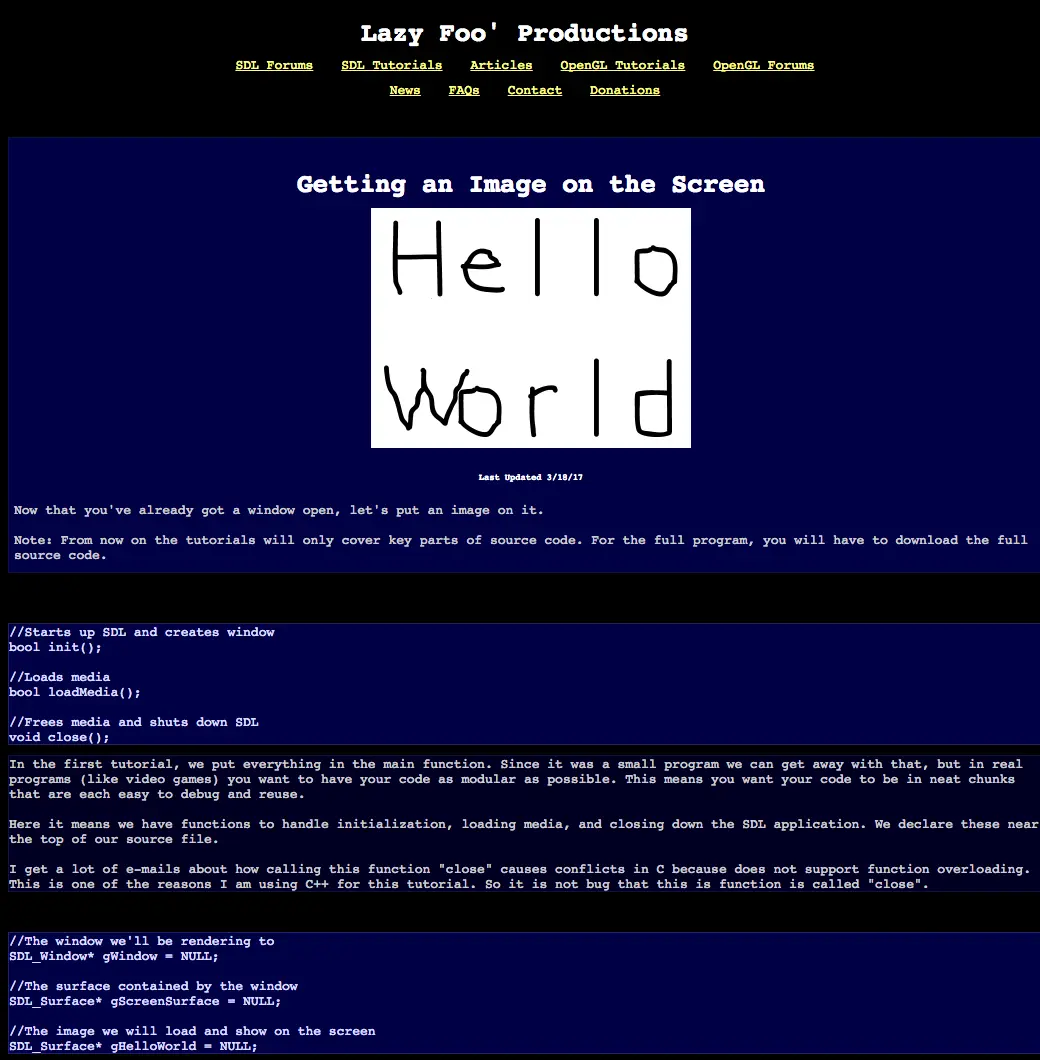 Lazy Foo' Productions
SDL Forums SDL Tutorials Articles OpenGL Tutorials OpenGL Forums
News FAQs Contact Donations
Getting an Image on the Screen
Hello
World
Last Updated 3/18/17
Now that you've already got a window open, let's put an image on it.
Note: From now on the tutorials will only cover key parts of source code. For the full program, you will have to download the full
source code.
//Starts up SDL and creates window
bool init();
//Loads media
bool loadMedia();
//Frees media and shuts down SDL
void close();
In the first tutorial, we put everything in the main function. Since it was a small program we can get away with that, but in real
programs (like video games) you want to have your code as modular as possible. This means you want your code to be in neat chunks
that are each easy to debug and reuse.
Here it means we have functions to handle initialization, loading media, and closing down the SDL application. We declare these near
the top of our source file.
I get a lot of e-mails about how calling this function "close" causes conflicts in C because does not support function overloading.
This is one of the reasons I am using C++ for this tutorial. So it is not bug that this is function is called "close".
//The window we'll be rendering to
SDL_Window* gWindow = NULL;
//The surface contained by the window
SDL_Surface* gScreenSurface = NULL;
//The image we will load and show on the screen
SDL_Surface* gHelloWorld = NULL;